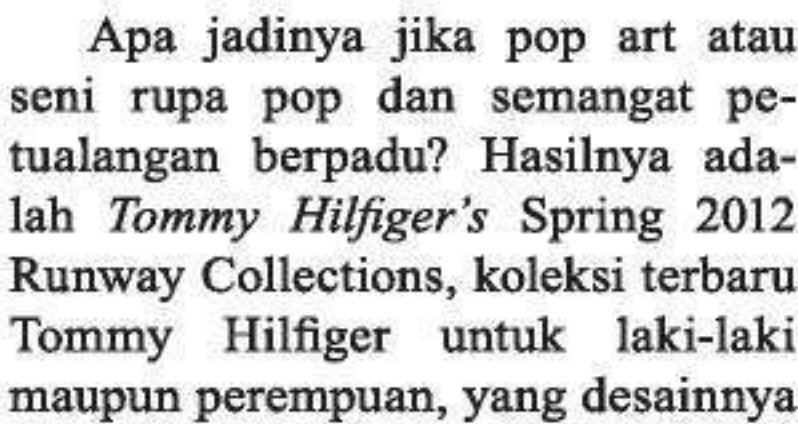 Apa jadinya jika pop art atau
seni rupa pop dan semangat pe-
tualangan berpadu? Hasilnya ada-
lah Tommy Hilfiger's Spring 2012
Runway Collections, koleksi terbaru
Tommy Hilfiger untuk laki-laki
maupun perempuan, yang desainnya